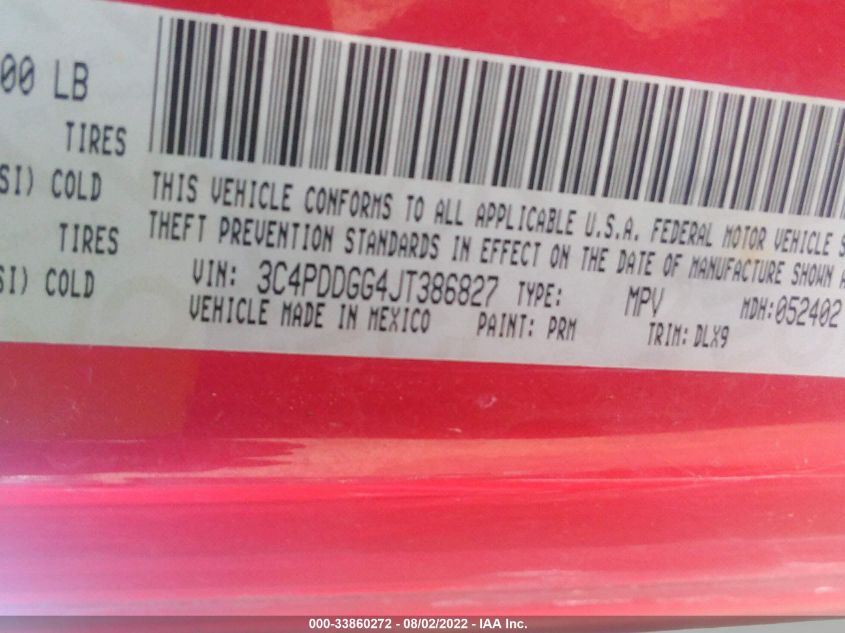 00 LB
TIRES
SI) COLD
TIRES
SI) COLD
THIS VEHICLE CONFORMS TO ALL APPLICABLE U.S.A. FEDERAL MOTOR VEHICLE S
THEFT PREVENTION STANDARDS IN EFFECT ON THE DATE OF MANUFACTURE SHOWN A
VIN: 3C4PDDGG4JT386827 TYPE: MPV MDH:052402
VEHICLE MADE IN MEXICO PAINT: PRM TRIM: DLX9
000-33860272 - 08/02/2022 - IAA Inc.